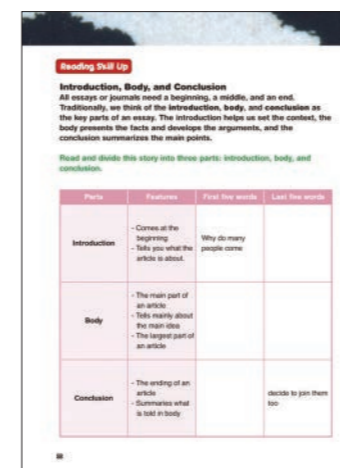 Reading Skill Up
Introduction, Body, and Conclusion
All essays or journals need a beginning, a middle, and an end.
Traditionally, we think of the introduction, body, and conclusion as
the key parts of an essay. The introduction helps us set the context, the
body presents the facts and develops the arguments, and the
conclusion summarizes the main points.
Read and divide this story into three parts: introduction, body, and
conclusion.
Parts Features First five words Last five words
Introduction
- Comes at the
beginning
- Tells you what the
article is about.
Why do many
people come
Body
- The main part of
an article
- Tells mainly about
the main idea
- The largest part of
an article
Conclusion
- The ending of an
article
- Summaries what
is told in body
decide to join them
too